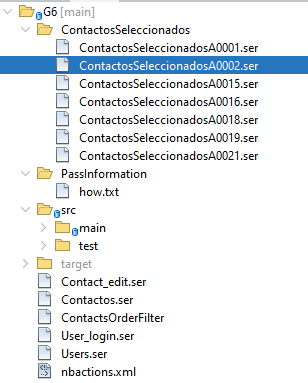 G6 [main]
ContactosSeleccionados
ContactosSeleccionadosA0001.ser
ContactosSeleccionadosA0002.ser
ContactosSeleccionadosA0015.ser
ContactosSeleccionadosA0016.ser
ContactosSeleccionadosA0018.ser
ContactosSeleccionadosA0019.ser
ContactosSeleccionadosA0021.ser
PassInformation
how.txt
src
main
test
target
Contact_edit.ser
Contactos.ser
ContactsOrderFilter
User_login.ser
Users.ser
nbactions.xml